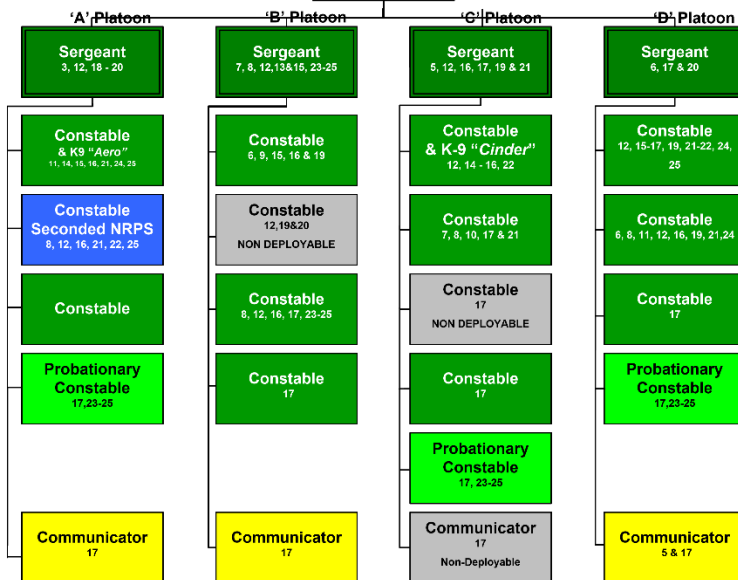 ‘A’ Platoon
Sergeant
3, 12, 18 - 20
Constable
& K9 “Aero”
11, 14, 15, 16, 21, 24, 25
Constable
Seconded NRPS
8, 12, 16, 21, 22, 25
Constable
Probationary
Constable
17,23-25
Communicator
17
‘B’ Platoon
Sergeant
7, 8, 12,13&15, 23-25
Constable
6, 9, 15, 16 & 19
Constable
12,19&20
NON DEPLOYABLE
Constable
8, 12, 16, 17, 23-25
Constable
17
Communicator
17
‘C’ Platoon
Sergeant
5, 12, 16, 17, 19 & 21
Constable
& K-9 “Cinder”
12, 14 - 16, 22
Constable
7, 8, 10, 17 & 21
Constable
17
NON DEPLOYABLE
Constable
17
Probationary
Constable
17, 23-25
Communicator
17
Non-Deployable
‘D’ Platoon
Sergeant
6, 17 & 20
Constable
12, 15-17, 19, 21-22, 24,
25
Constable
6, 8, 11, 12, 16, 19, 21,24
Constable
17
Probationary
Constable
17,23-25
Communicator
5 & 17